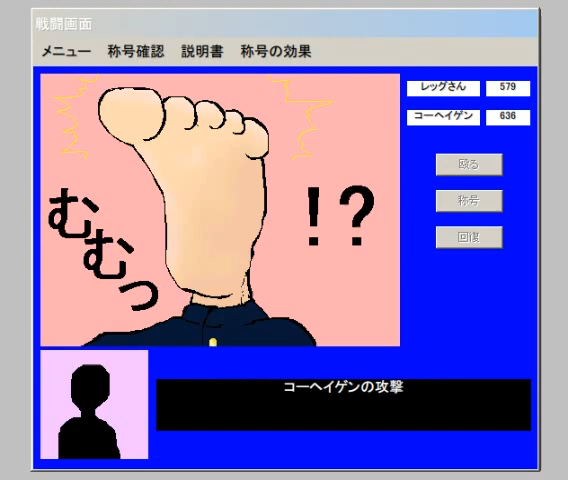 戦闘画面
メニュー 称号確認 説明書 称号の効果
レッグさん 579
コーヘイゲン 636
殴る
称号
回復
むむっ
!?
コーヘイゲンの攻撃